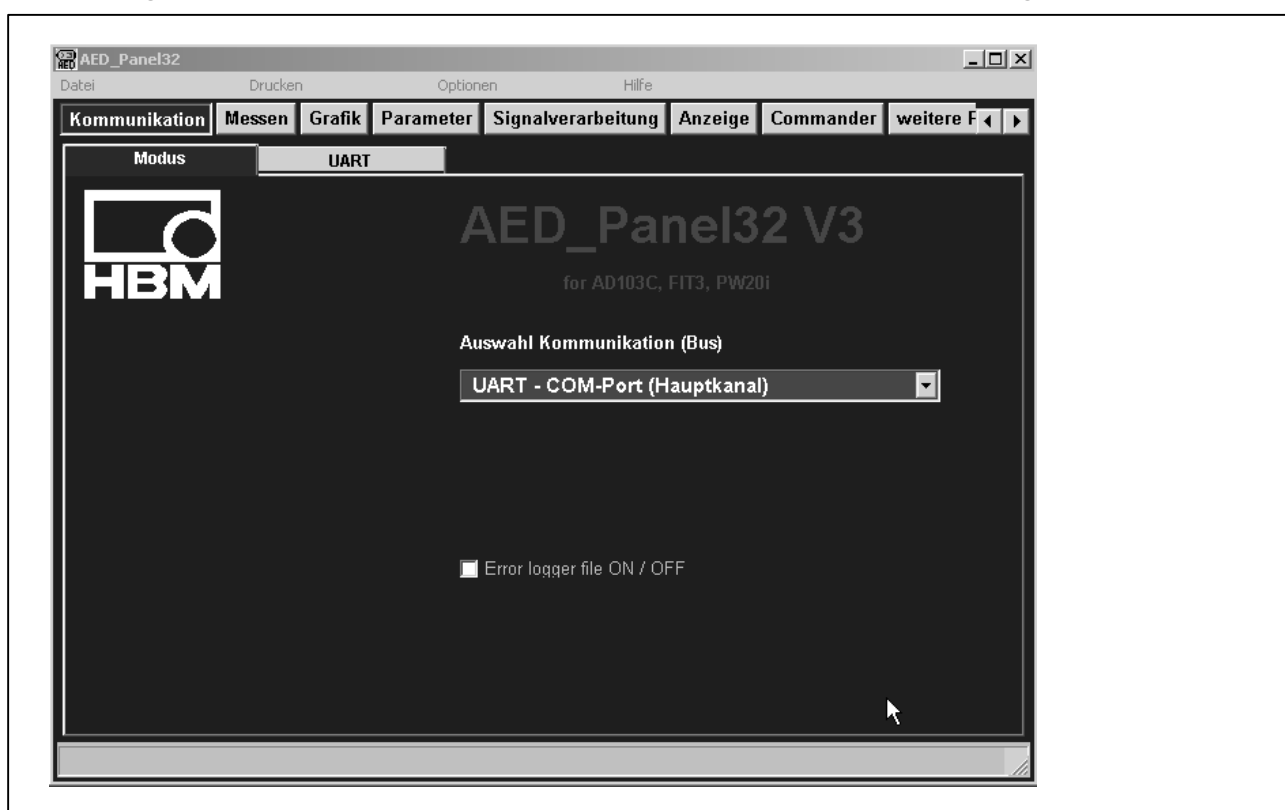 AED_Panel32
Datei Drucken Optionen Hilfe
Kommunikation Messen Grafik Parameter Signalverarbeitung Anzeige Commander weitere
Modus UART
HBM
AED_Panel32 V3
for AD103C, FIT3, PW20i
Auswahl Kommunikation (Bus)
UART - COM-Port (Hauptkanal)
Error logger file ON / OFF